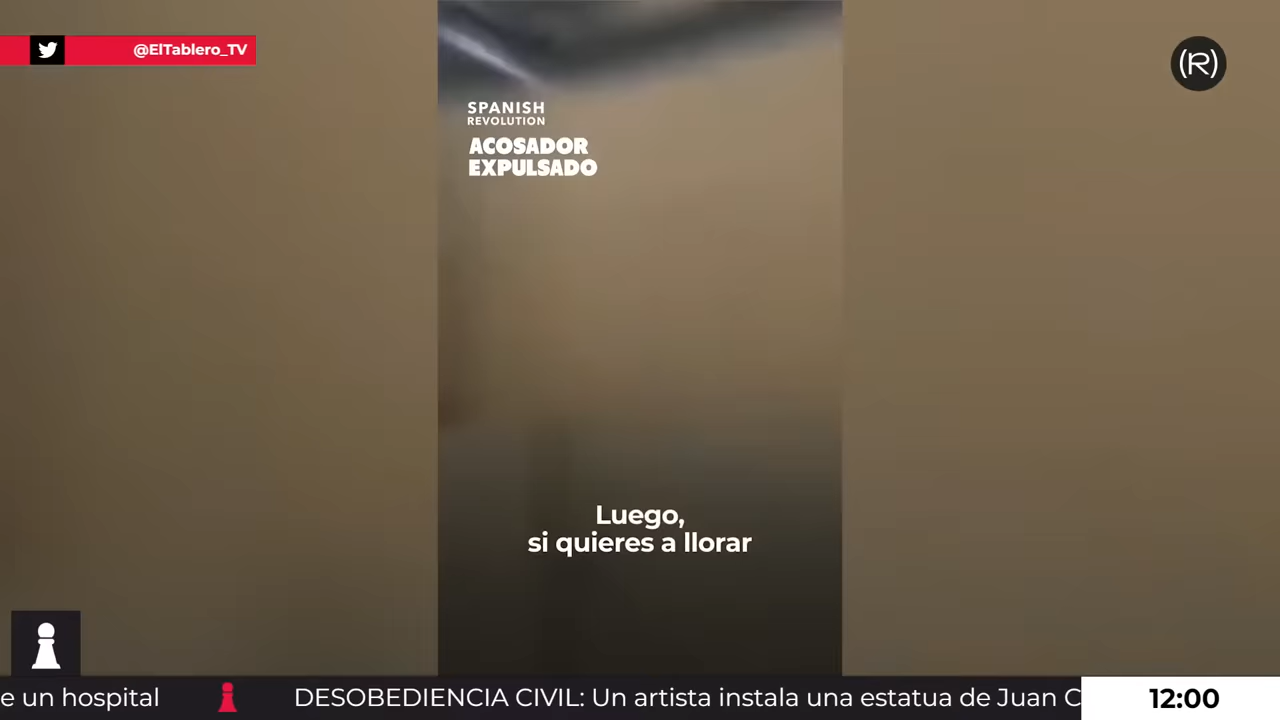 @ElTablero_TV
(R)
SPANISH
REVOLUTION
ACOSADOR
EXPULSADO
Luego,
si quieres a llorar
e un hospital
DESOBEDIENCIA CIVIL: Un artista instala una estatua de Juan C
12:00